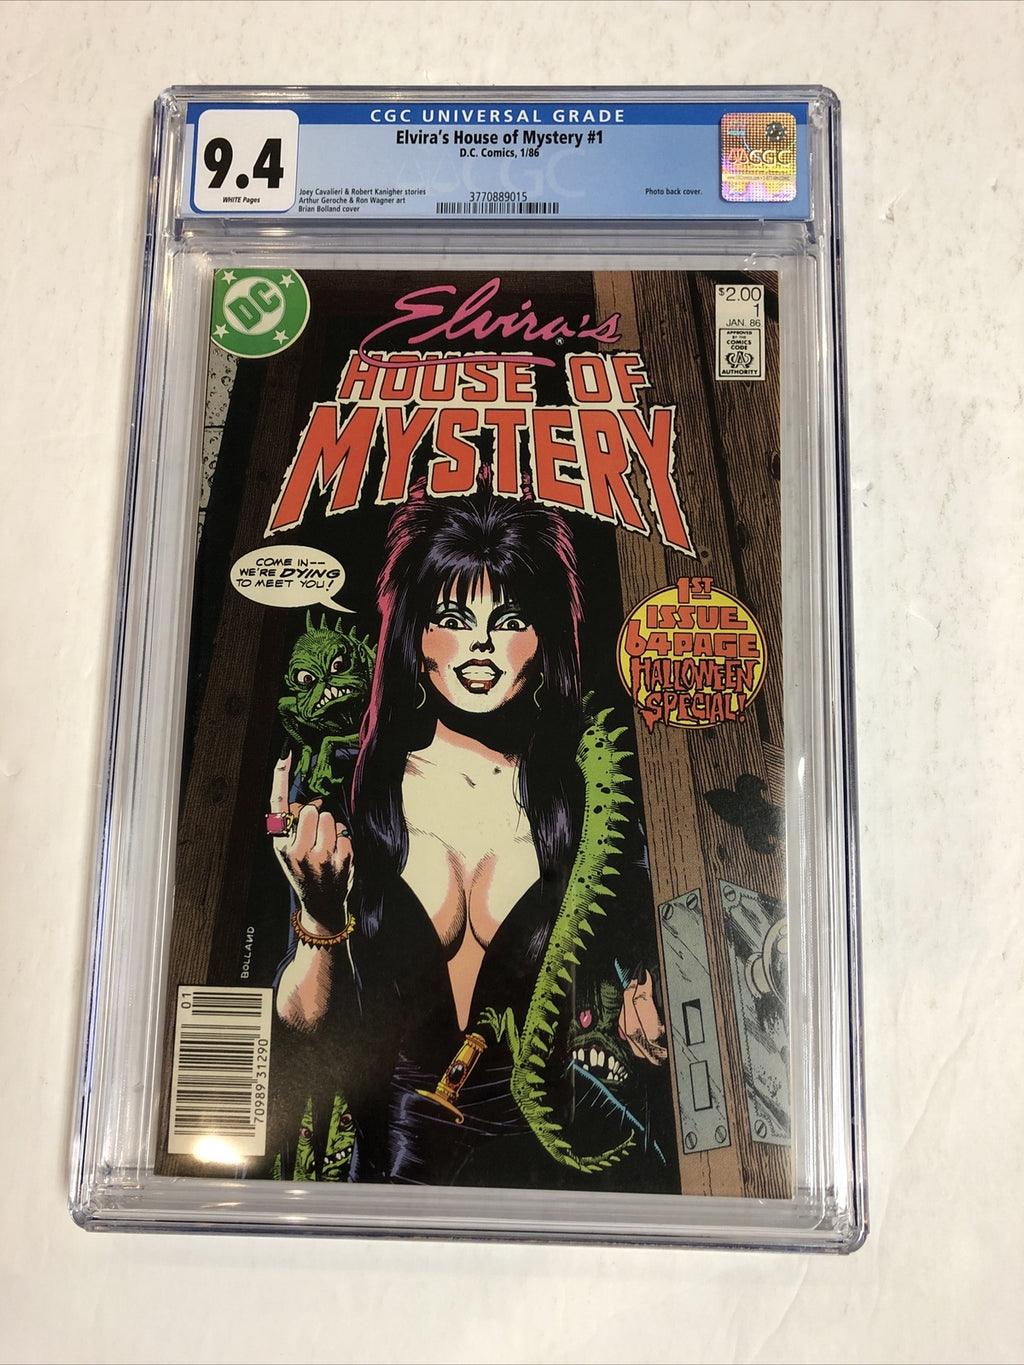 CGC UNIVERSAL GRADE
9.4
WHITE Pages
Elvira's House of Mystery #1
D.C. Comics, 1/86
Joey Cavalieri & Robert Kanigher stories
Arthur Geroche & Ron Wagner art
Brian Bolland cover
3770889015
Photo back cover.
CGC
CGC
DC
Elvira's
®
HOUSE OF
MYSTERY
$2.00
1
JAN. 86
APPROVED
BY THE
COMICS
CODE
AUTHORITY
COME IN--
WE'RE DYING
TO MEET YOU!
1ST
ISSUE
64 PAGE
HALLOWEEN
SPECIAL!
BOLLAND
01
70989 31290